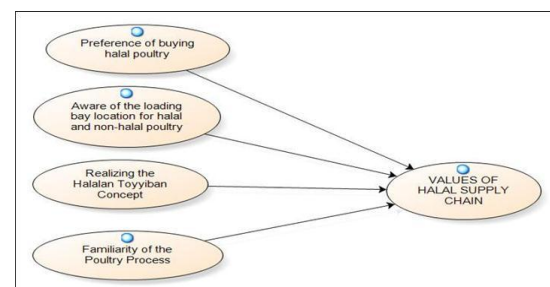 Preference of buying
halal poultry
Aware of the loading
bay location for halal
and non-halal poultry
Realizing the
Halalan Toyyiban
Concept
Familiarity of the
Poultry Process
VALUES OF
HALAL SUPPLY
CHAIN